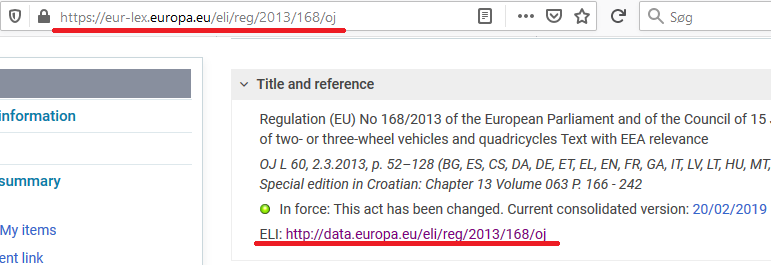 https://eur-lex.europa.eu/eli/reg/2013/168/oj
Søg
information
summary
My items
ent link
Title and reference
Regulation (EU) No 168/2013 of the European Parliament and of the Council of 15
of two- or three-wheel vehicles and quadricycles Text with EEA relevance
OJ L 60, 2.3.2013, p. 52–128 (BG, ES, CS, DA, DE, ET, EL, EN, FR, GA, IT, LV, LT, HU, MT,
Special edition in Croatian: Chapter 13 Volume 063 P. 166 - 242
In force: This act has been changed. Current consolidated version: 20/02/2019
ELI: http://data.europa.eu/eli/reg/2013/168/oj